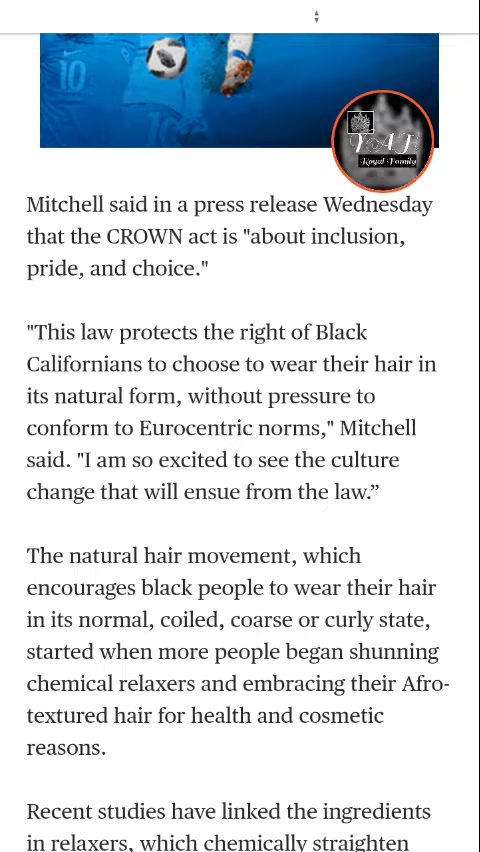 10
YAF
Royal Family
Mitchell said in a press release Wednesday
that the CROWN act is "about inclusion,
pride, and choice."
"This law protects the right of Black
Californians to choose to wear their hair in
its natural form, without pressure to
conform to Eurocentric norms," Mitchell
said. "I am so excited to see the culture
change that will ensue from the law.”
The natural hair movement, which
encourages black people to wear their hair
in its normal, coiled, coarse or curly state,
started when more people began shunning
chemical relaxers and embracing their Afro-
textured hair for health and cosmetic
reasons.
Recent studies have linked the ingredients
in relaxers, which chemically straighten